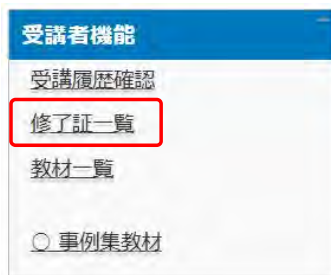 受講者機能
受講履歴確認
修了証一覧
教材一覧
○ 事例集教材